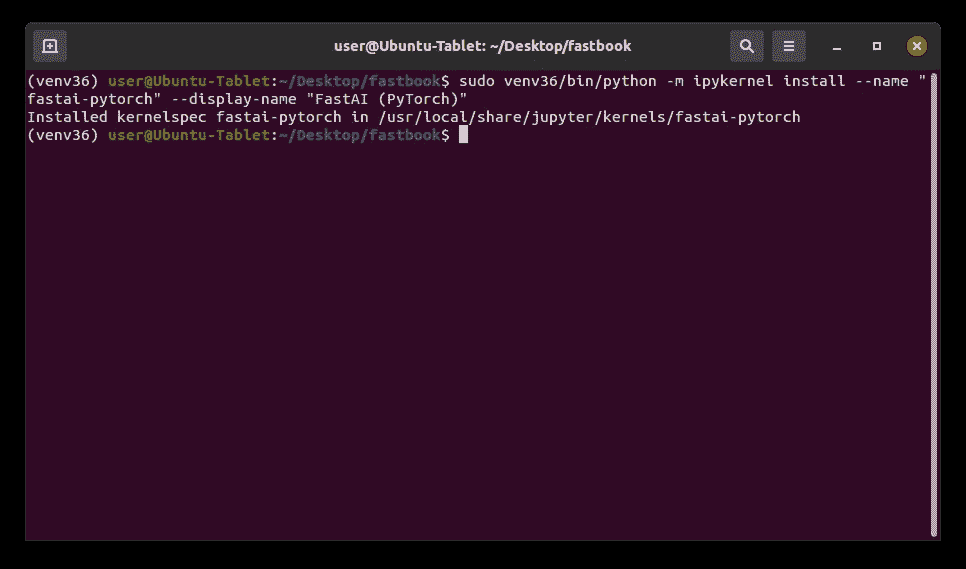 user@Ubuntu-Tablet: ~/Desktop/fastbook
(venv36) user@Ubuntu-Tablet:~/Desktop/fastbook$ sudo venv36/bin/python -m ipykernel install --name "
fastai-pytorch" --display-name "FastAI (PyTorch)"
Installed kernelspec fastai-pytorch in /usr/local/share/jupyter/kernels/fastai-pytorch
(venv36) user@Ubuntu-Tablet:~/Desktop/fastbook$